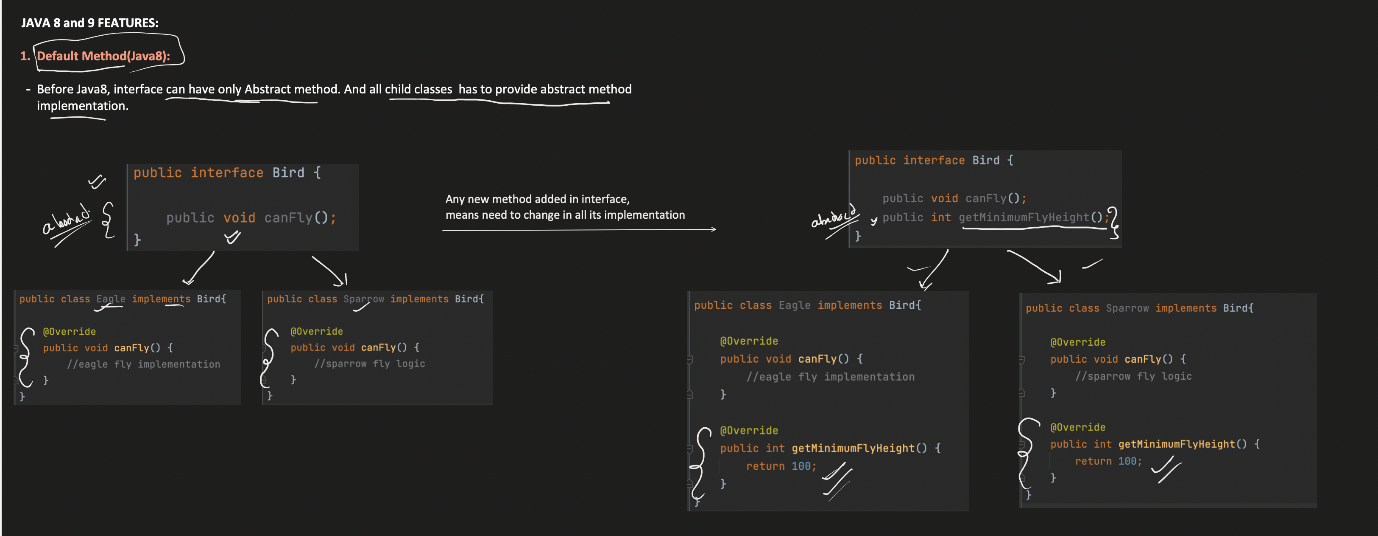 JAVA 8 and 9 FEATURES:
1. Default Method(Java8):
- Before Java8, interface can have only Abstract method. And all child classes has to provide abstract method
implementation.
public interface Bird {
public void canFly();
}
abstract
Any new method added in interface,
means need to change in all its implementation
public interface Bird {
public void canFly();
public int getMinimumFlyHeight();
}
abstract
public class Eagle implements Bird{
@Override
public void canFly() {
//eagle fly implementation
}
}
public class Sparrow implements Bird{
@Override
public void canFly() {
//sparrow fly logic
}
}
public class Eagle implements Bird{
@Override
public void canFly() {
//eagle fly implementation
}
@Override
public int getMinimumFlyHeight() {
return 100;
}
}
public class Sparrow implements Bird{
@Override
public void canFly() {
//sparrow fly logic
}
@Override
public int getMinimumFlyHeight() {
return 100;
}
}